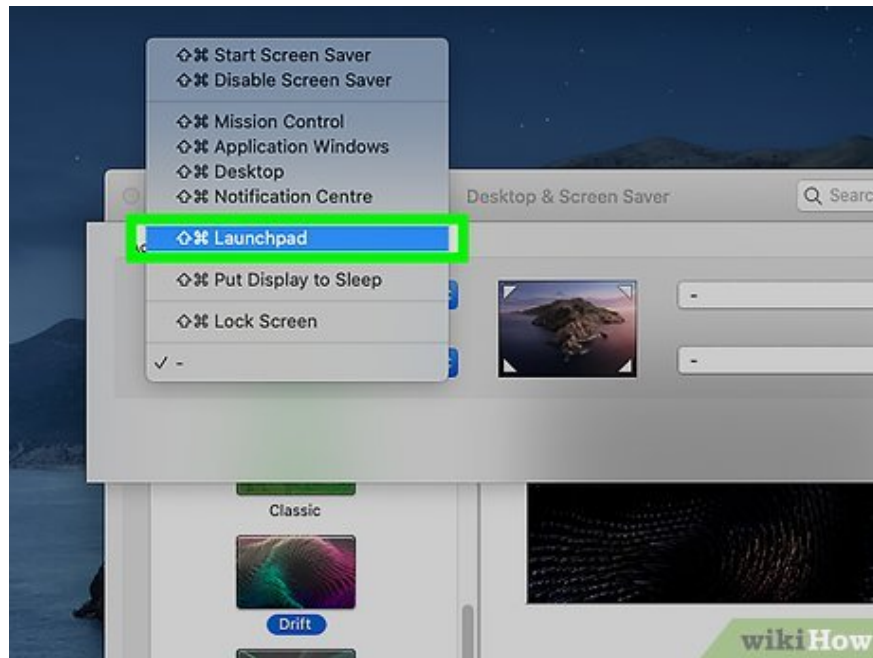 ⇧⌘ Start Screen Saver
⇧⌘ Disable Screen Saver
⇧⌘ Mission Control
⇧⌘ Application Windows
⇧⌘ Desktop
⇧⌘ Notification Centre
Desktop & Screen Saver
Searc
⇧⌘ Launchpad
⇧⌘ Put Display to Sleep
-
⇧⌘ Lock Screen
✓ -
-
Classic
Drift
wikiHow